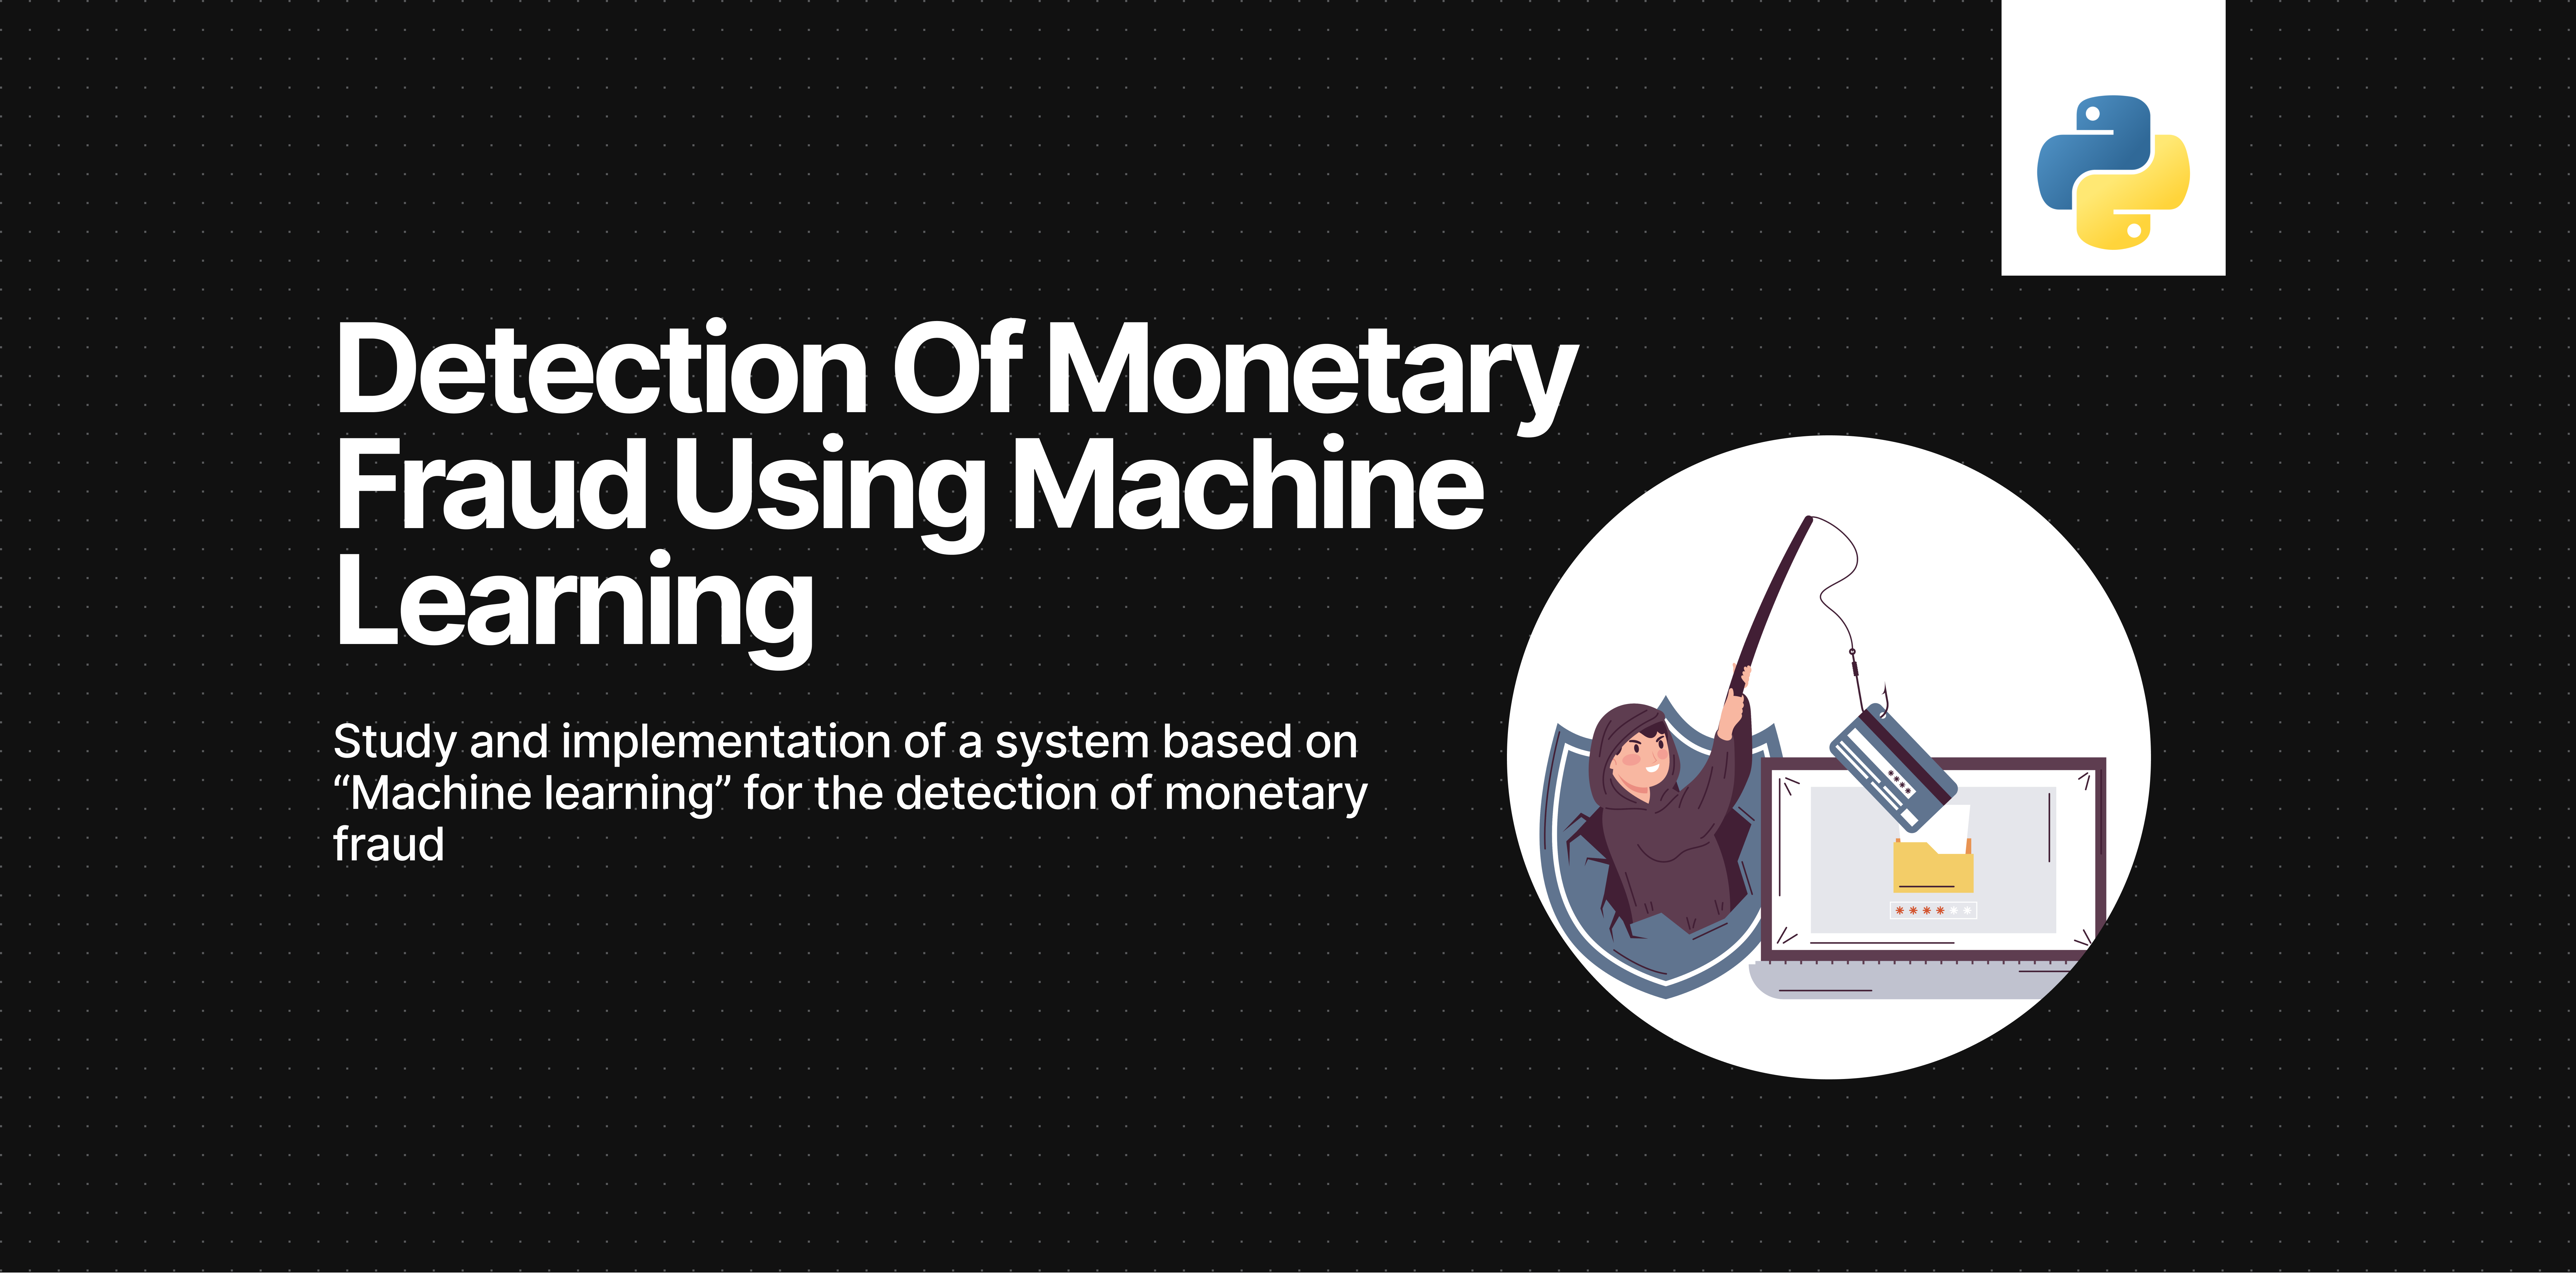 Detection Of Monetary
Fraud Using Machine
Learning
Study and implementation of a system based on
“Machine learning” for the detection of monetary
fraud